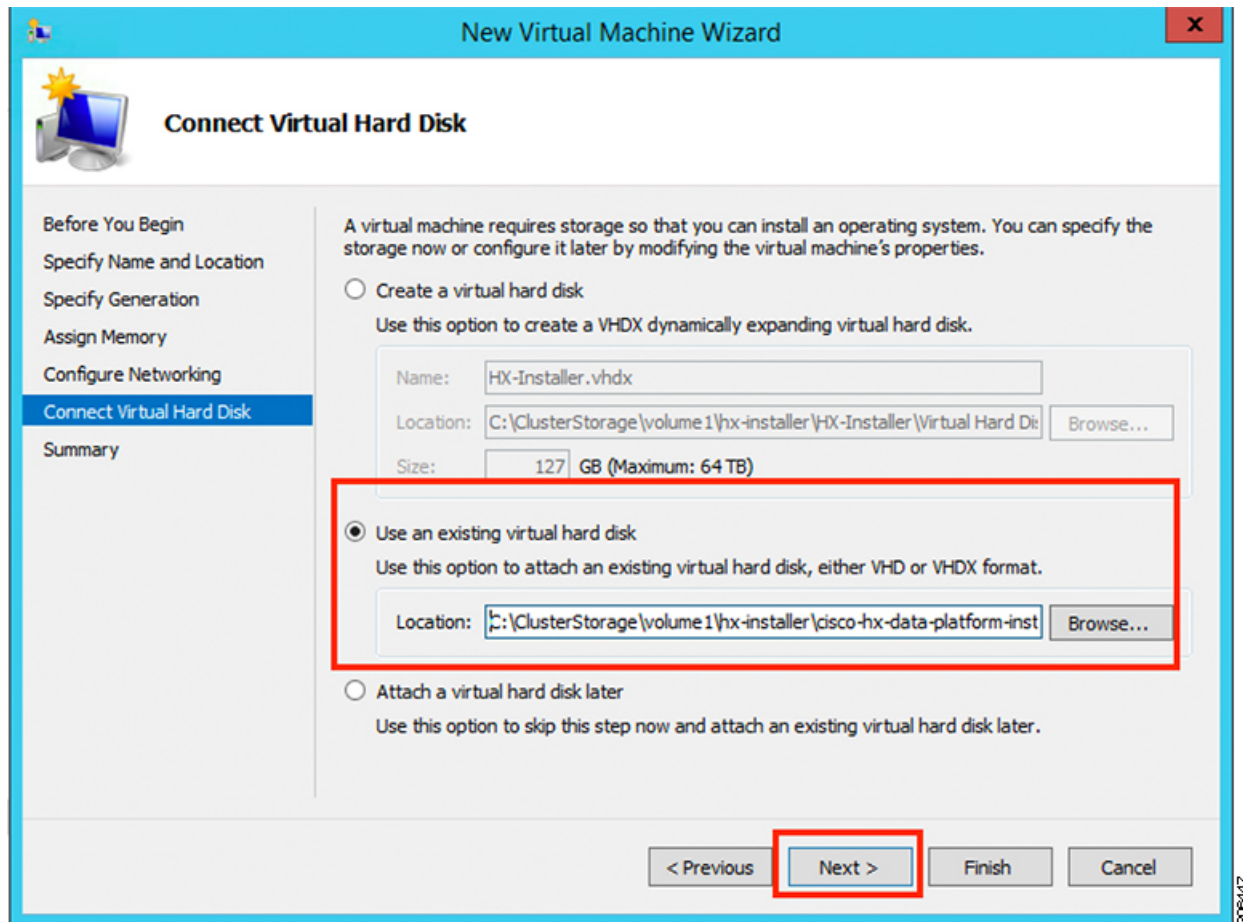 New Virtual Machine Wizard
x
Connect Virtual Hard Disk
Before You Begin
Specify Name and Location
Specify Generation
Assign Memory
Configure Networking
Connect Virtual Hard Disk
Summary
A virtual machine requires storage so that you can install an operating system. You can specify the
storage now or configure it later by modifying the virtual machine's properties.
Create a virtual hard disk
Use this option to create a VHDX dynamically expanding virtual hard disk.
Name: HX-Installer.vhdx
Location: C:\ClusterStorage\volume1\hx-installer\HX-Installer\Virtual Hard Di Browse...
Size: 127 GB (Maximum: 64 TB)
Use an existing virtual hard disk
Use this option to attach an existing virtual hard disk, either VHD or VHDX format.
Location: C:\ClusterStorage\volume1\hx-installer\cisco-hx-data-platform-inst Browse...
Attach a virtual hard disk later
Use this option to skip this step now and attach an existing virtual hard disk later.
< Previous Next > Finish Cancel